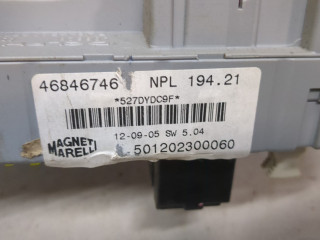 46846746 NPL 194.21
*527DYDC9F*
12-09-05 SW 5.04
MAGNETI
MARELLI
501202300060